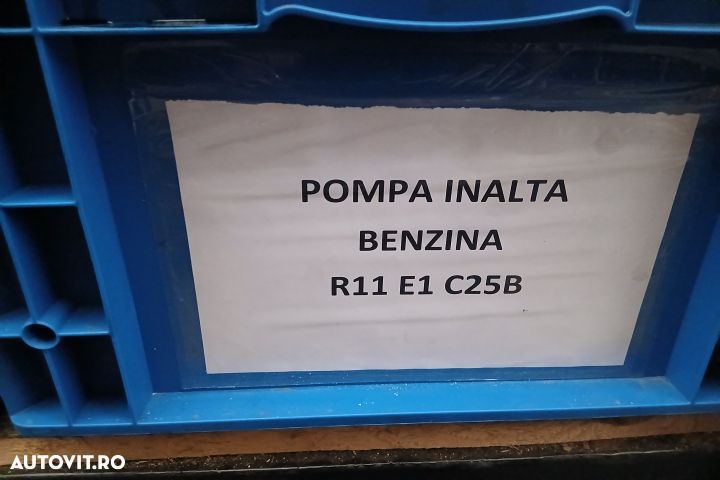 POMPA INALTA
BENZINA
R11 E1 C25B
AUTOVIT.RO